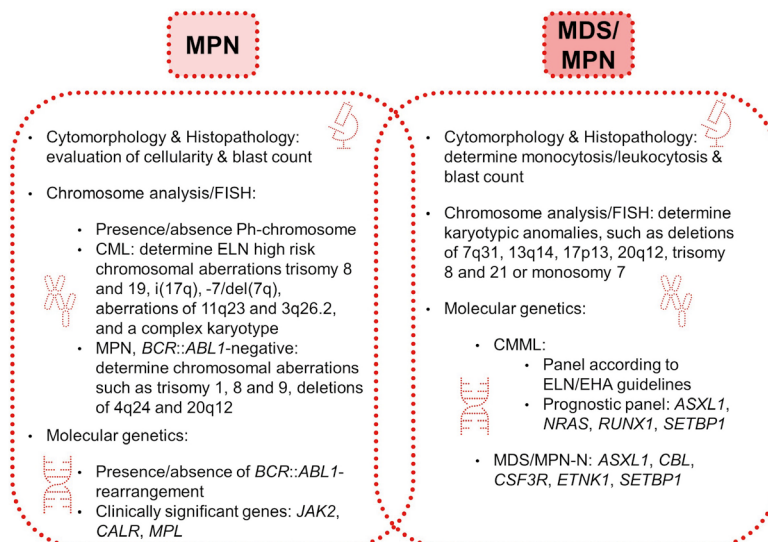 MPN
• Cytomorphology & Histopathology:
evaluation of cellularity & blast count
• Chromosome analysis/FISH:
• Presence/absence Ph-chromosome
• CML: determine ELN high risk
chromosomal aberrations trisomy 8
and 19, i(17q), -7/del(7q),
aberrations of 11q23 and 3q26.2,
and a complex karyotype
• MPN, BCR::ABL1-negative:
determine chromosomal aberrations
such as trisomy 1, 8 and 9, deletions
of 4q24 and 20q12
• Molecular genetics:
• Presence/absence of BCR::ABL1-
rearrangement
• Clinically significant genes: JAK2,
CALR, MPL
MDS/
MPN
• Cytomorphology & Histopathology:
determine monocytosis/leukocytosis &
blast count
• Chromosome analysis/FISH: determine
karyotypic anomalies, such as deletions
of 7q31, 13q14, 17p13, 20q12, trisomy
8 and 21 or monosomy 7
• Molecular genetics:
• CMML:
• Panel according to
ELN/EHA guidelines
• Prognostic panel: ASXL1,
NRAS, RUNX1, SETBP1
• MDS/MPN-N: ASXL1, CBL,
CSF3R, ETNK1, SETBP1